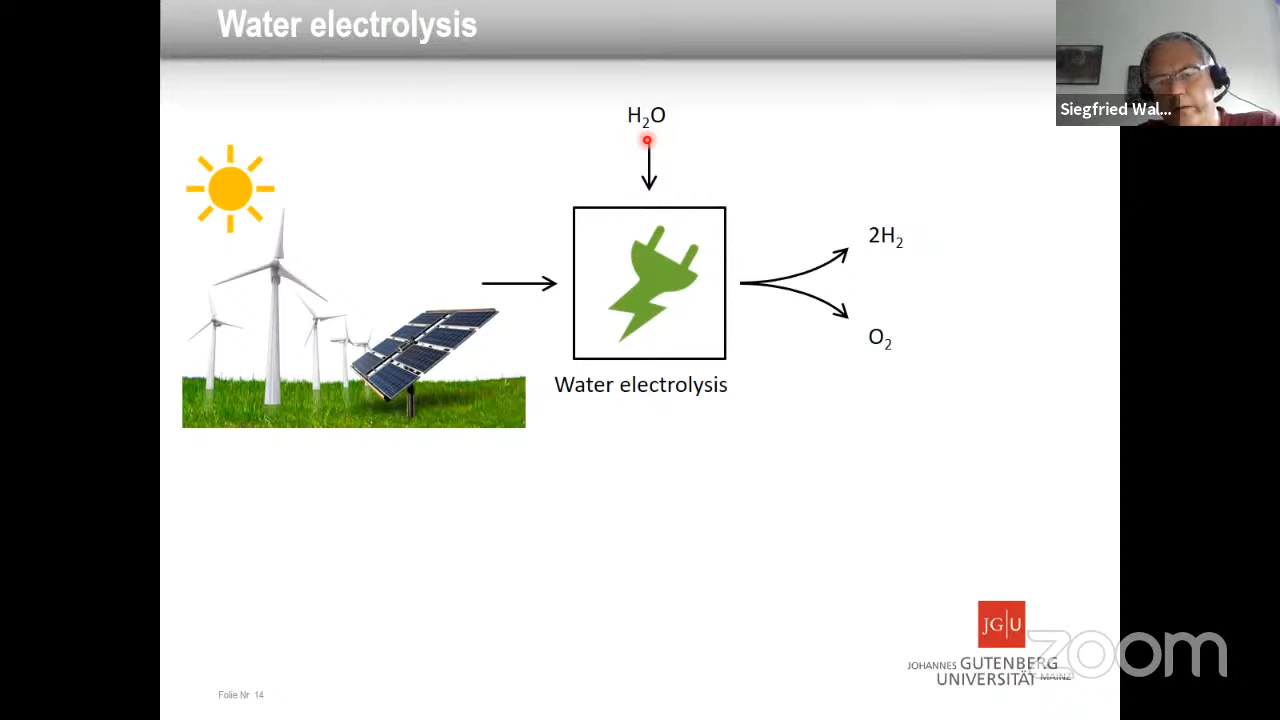 Water electrolysis
Siegfried Wal...
H₂O
2H₂
O₂
Water electrolysis
JG|U
JOHANNES GUTENBERG
UNIVERSITÄT MAINZ
zoom
Folie Nr 14